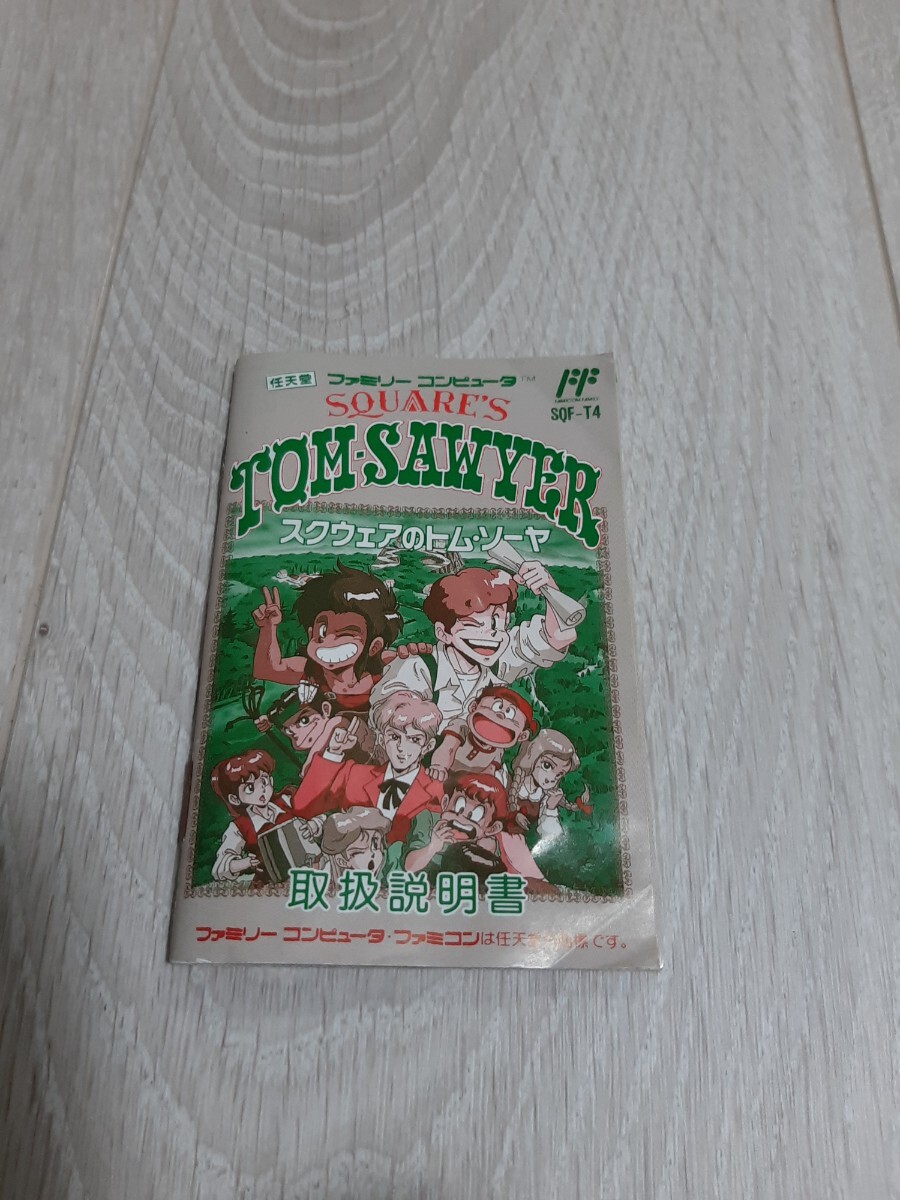 任天堂 ファミリー コンピュータ™
SQUARE'S
SQF-T4
TOM・SAWYER
スクウェアのトム・ソーヤ
取扱説明書
ファミリー コンピュータ・ファミコンは任天堂の商標です。